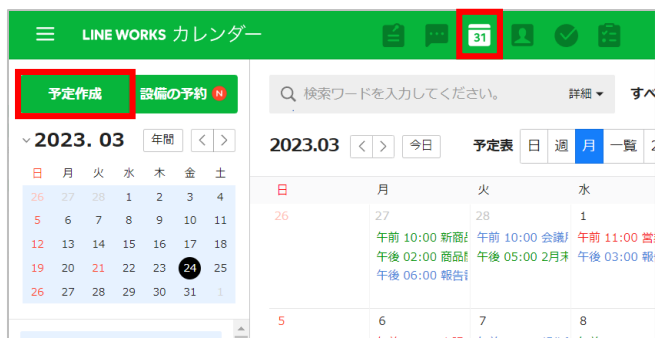 LINE WORKS カレンダー
31
予定作成 設備の予約 N
検索ワードを入力してください。 詳細
2023. 03 年間 < >
2023.03 < > 今日 予定表 日 週 月 一覧
日 月 火 水 木 金 土
26 27 28 1 2 3 4
5 6 7 8 9 10 11
12 13 14 15 16 17 18
19 20 21 22 23 24 25
26 27 28 29 30 31 1
日 月 火 水
26 27 28 1
午前 10:00 新商 午前 10:00 会議 午前 11:00
午後 02:00 商品 午後 05:00 2月末 午後 03:00 報
午後 06:00 報告
5 6 7 8